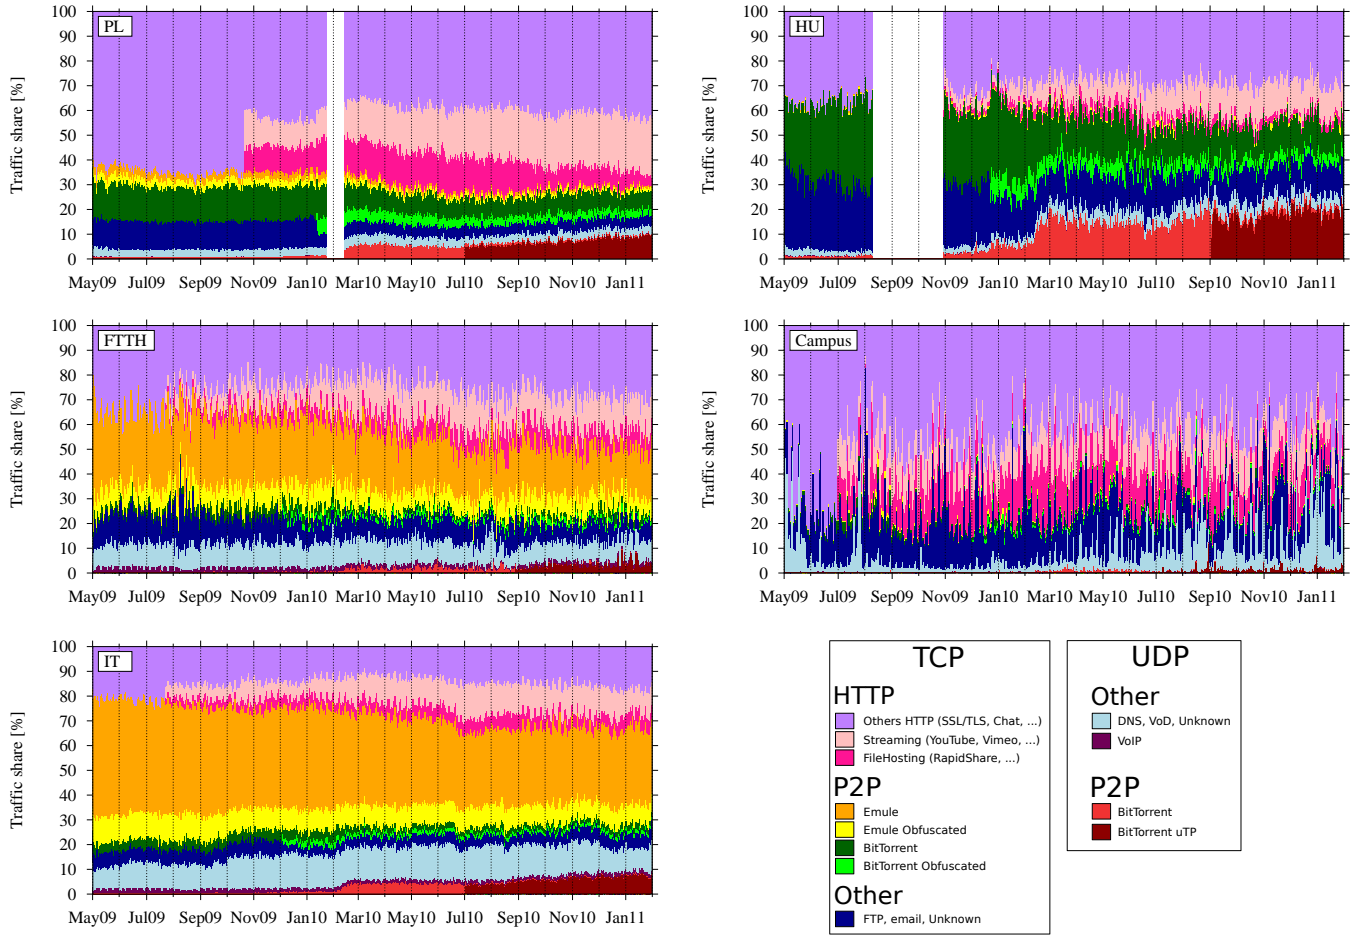 PL
100
90
80
70
60
50
40
30
20
10
0
Traffic share [%]
May09 Jul09 Sep09 Nov09 Jan10 Mar10 May10 Jul10 Sep10 Nov10 Jan11
HU
100
90
80
70
60
50
40
30
20
10
0
Traffic share [%]
May09 Jul09 Sep09 Nov09 Jan10 Mar10 May10 Jul10 Sep10 Nov10 Jan11
FTTH
100
90
80
70
60
50
40
30
20
10
0
Traffic share [%]
May09 Jul09 Sep09 Nov09 Jan10 Mar10 May10 Jul10 Sep10 Nov10 Jan11
Campus
100
90
80
70
60
50
40
30
20
10
0
Traffic share [%]
May09 Jul09 Sep09 Nov09 Jan10 Mar10 May10 Jul10 Sep10 Nov10 Jan11
IT
100
90
80
70
60
50
40
30
20
10
0
Traffic share [%]
May09 Jul09 Sep09 Nov09 Jan10 Mar10 May10 Jul10 Sep10 Nov10 Jan11
TCP
HTTP
Others HTTP (SSL/TLS, Chat, ...)
Streaming (YouTube, Vimeo, ...)
FileHosting (RapidShare, ...)
P2P
Emule
Emule Obfuscated
BitTorrent
BitTorrent Obfuscated
Other
FTP, email, Unknown
UDP
Other
DNS, VoD, Unknown
VoIP
P2P
BitTorrent
BitTorrent uTP